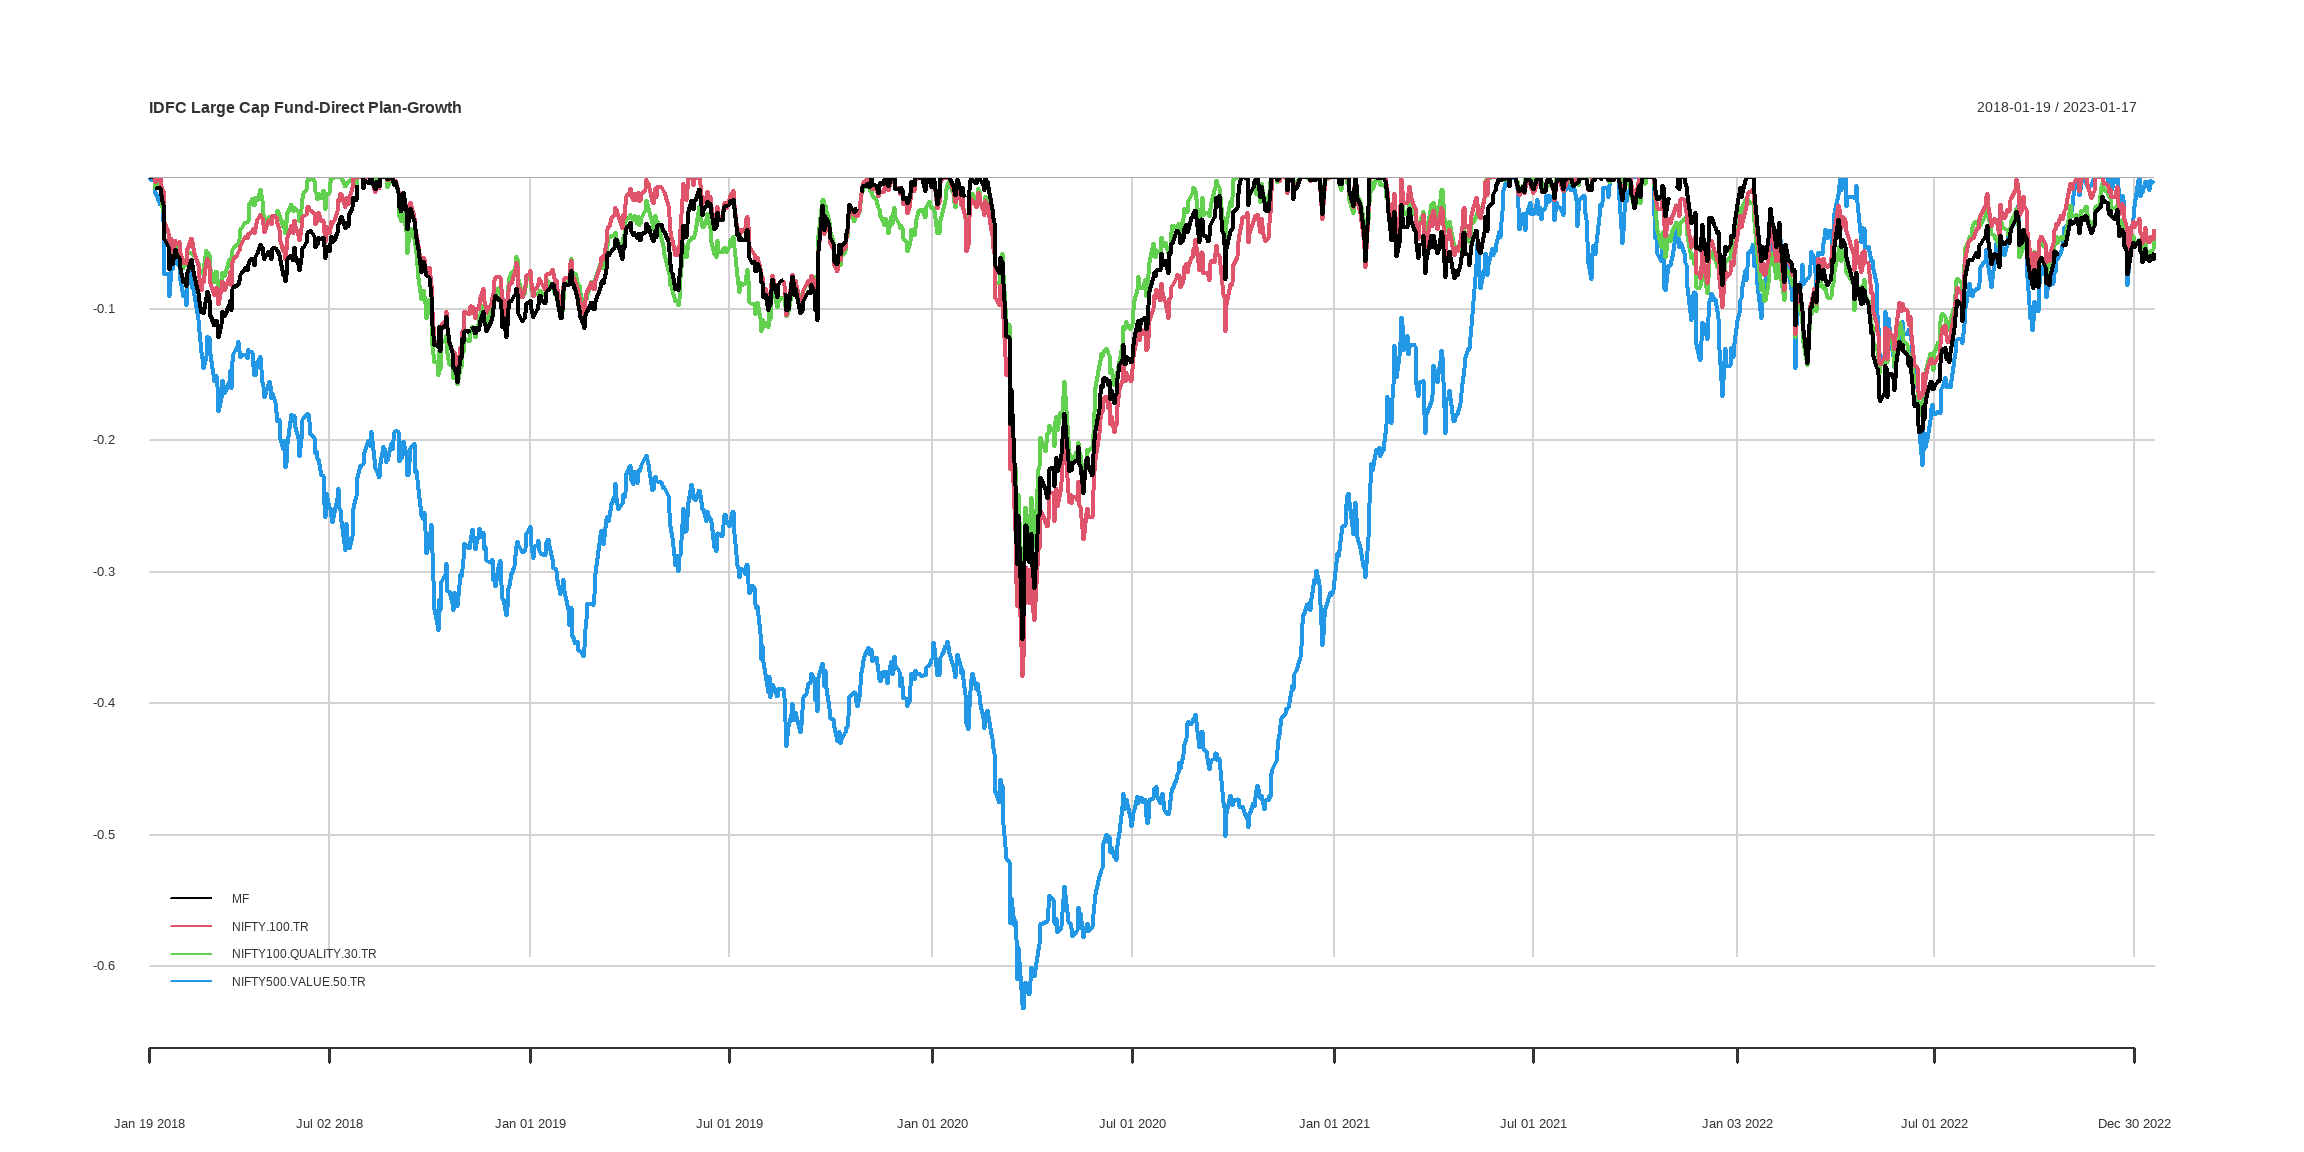 IDFC Large Cap Fund-Direct Plan-Growth
2018-01-19 / 2023-01-17
-0.1
-0.2
-0.3
-0.4
-0.5
-0.6
MF
NIFTY.100.TR
NIFTY100.QUALITY.30.TR
NIFTY500.VALUE.50.TR
Jan 19 2018
Jul 02 2018
Jan 01 2019
Jul 01 2019
Jan 01 2020
Jul 01 2020
Jan 01 2021
Jul 01 2021
Jan 03 2022
Jul 01 2022
Dec 30 2022